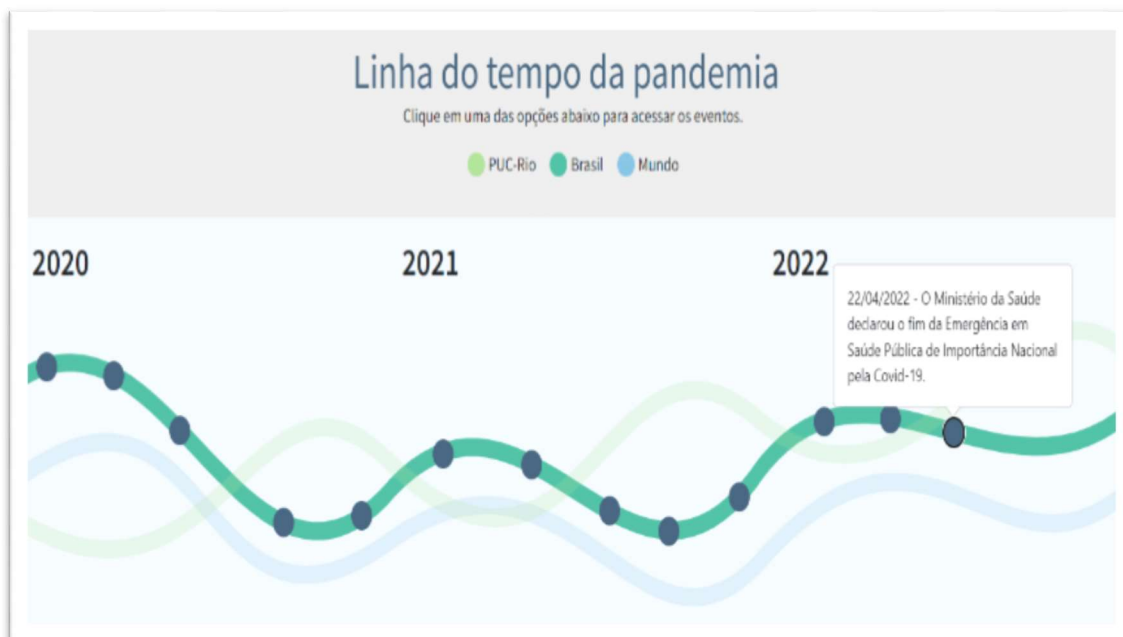 Linha do tempo da pandemia
Clique em uma das opções abaixo para acessar os eventos.
PUC-Rio Brasil Mundo
2020 2021 2022
22/04/2022 - O Ministério da Saúde
declarou o fim da Emergência em
Saúde Pública de Importância Nacional
pela Covid-19.